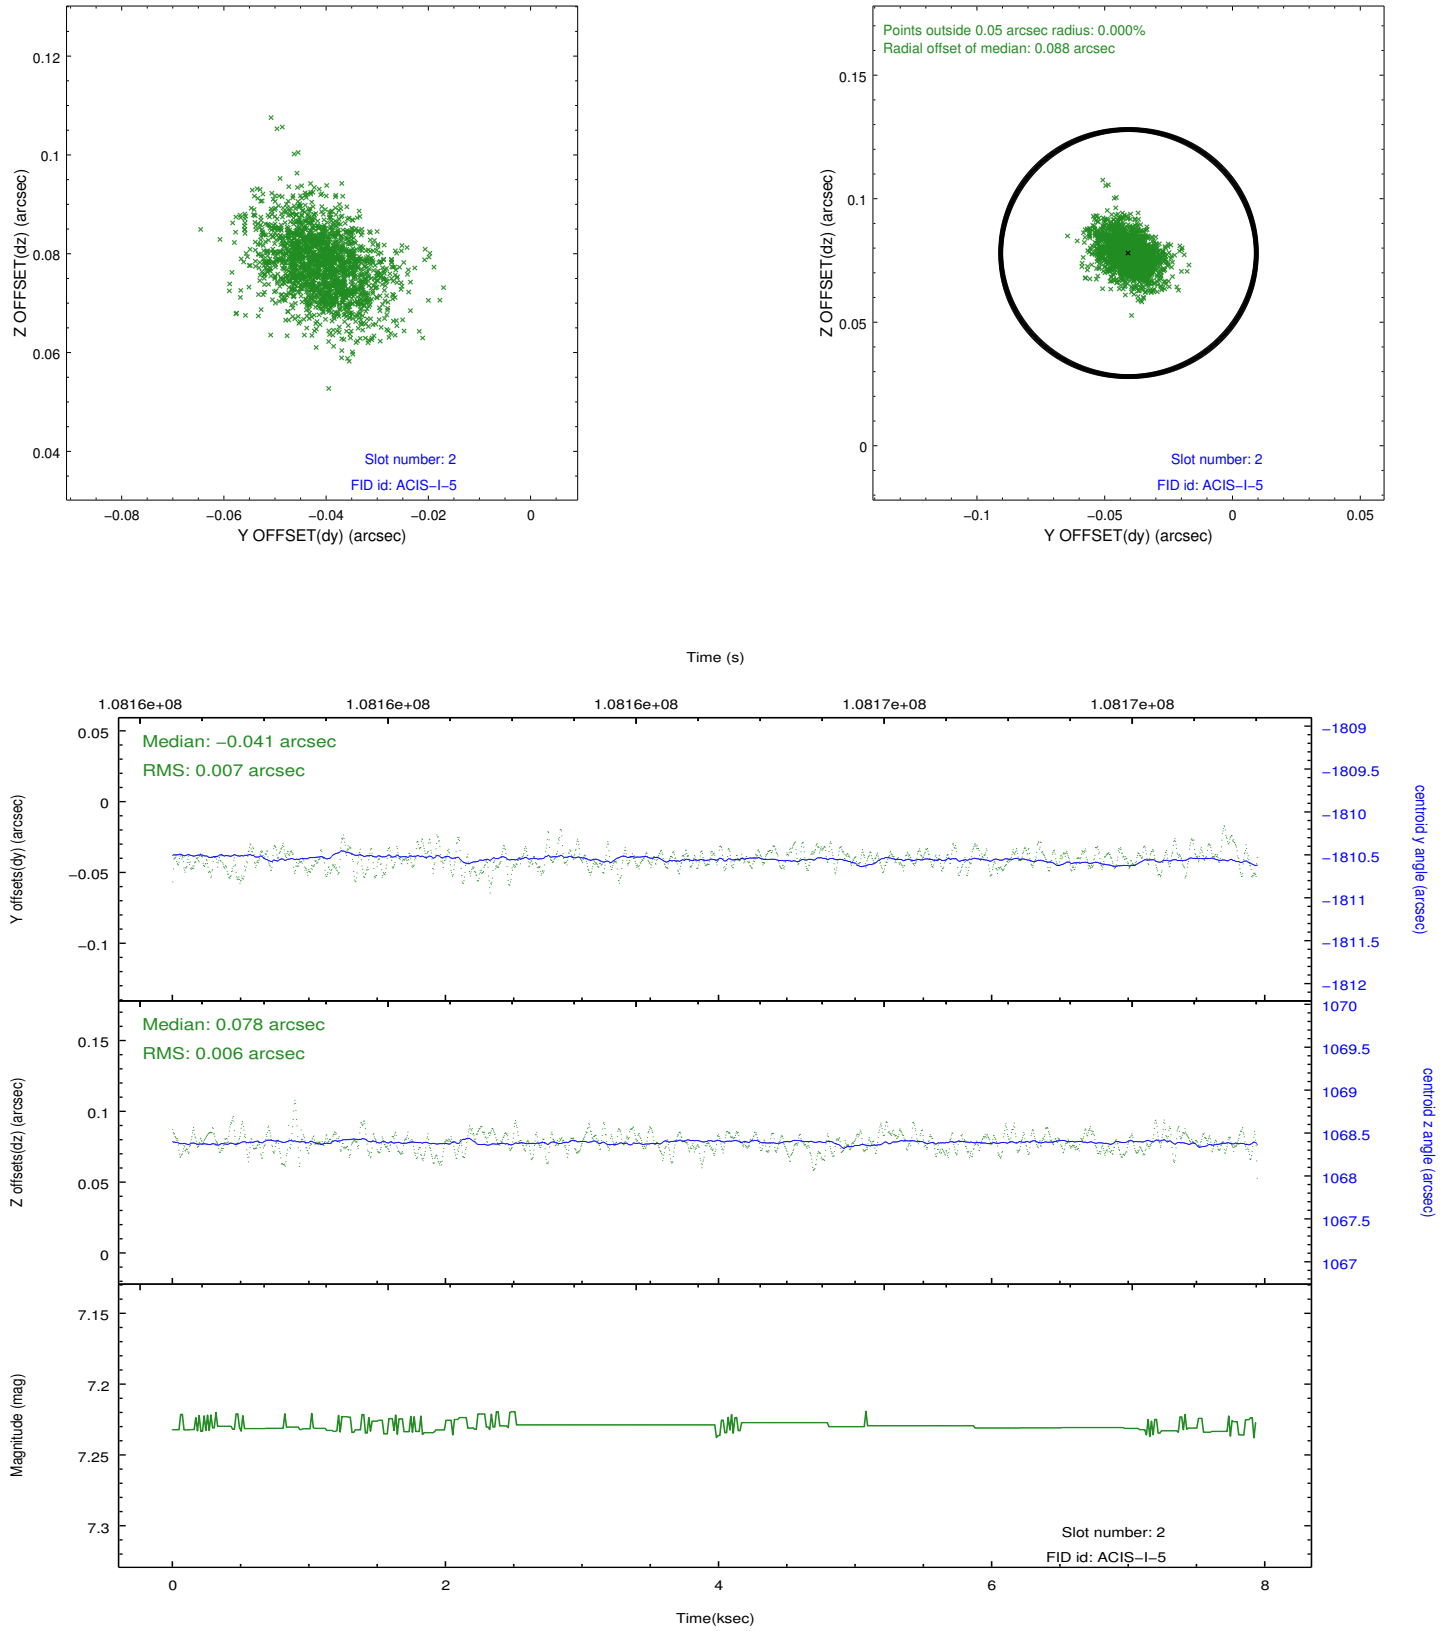 0.12
0.1
0.08
0.06
0.04
Z OFFSET(dz) (arcsec)
Slot number: 2
FID id: ACIS−I−5
−0.08
−0.06
−0.04
−0.02
0
Y OFFSET(dy) (arcsec)
Points outside 0.05 arcsec radius: 0.000%
Radial offset of median: 0.088 arcsec
0.15
0.1
0.05
0
Z OFFSET(dz) (arcsec)
Slot number: 2
FID id: ACIS−I−5
−0.1
−0.05
0
0.05
Y OFFSET(dy) (arcsec)
Time (s)
1.0816e+08
1.0816e+08
1.0816e+08
1.0817e+08
1.0817e+08
Median: −0.041 arcsec
RMS: 0.007 arcsec
0.05
0
−0.05
−0.1
Y offsets(dy) (arcsec)
−1809
−1809.5
−1810
−1810.5
−1811
−1811.5
−1812
centroid y angle (arcsec)
Median: 0.078 arcsec
RMS: 0.006 arcsec
0.15
0.1
0.05
0
Z offsets(dz) (arcsec)
1070
1069.5
1069
1068.5
1068
1067.5
1067
centroid z angle (arcsec)
7.15
7.2
7.25
7.3
Magnitude (mag)
Slot number: 2
FID id: ACIS−I−5
0
2
4
6
8
Time(ksec)